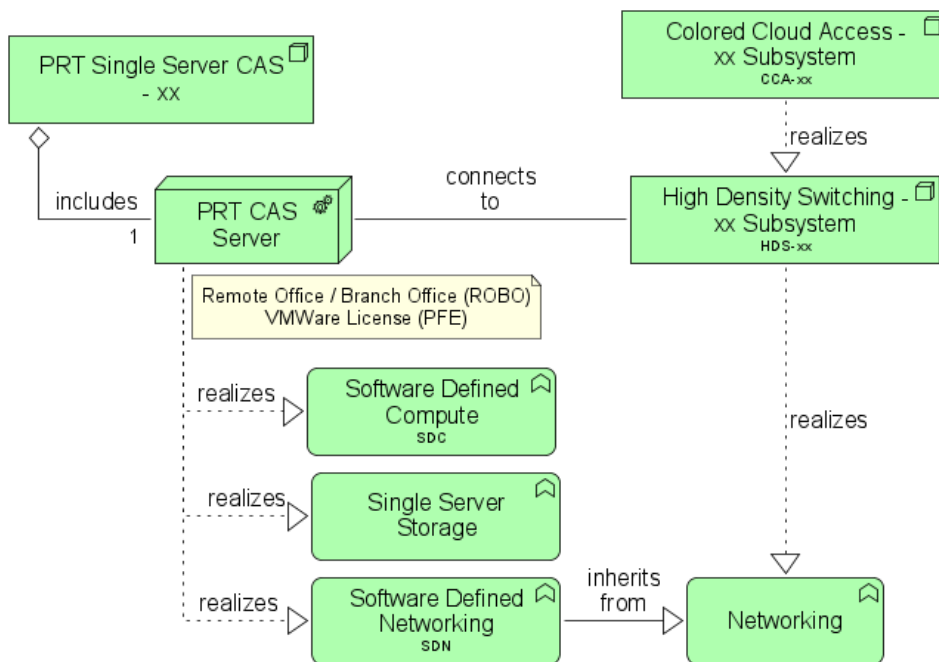 PRT Single Server CAS
- xx
Colored Cloud Access -
xx Subsystem
CCA-xx
realizes
includes
1
PRT CAS
Server
connects
to
High Density Switching -
xx Subsystem
HDS-xx
Remote Office / Branch Office (ROBO)
VMWare License (PFE)
realizes
Software Defined
Compute
SDC
realizes
realizes
Single Server
Storage
realizes
Software Defined
Networking
SDN
inherits
from
Networking